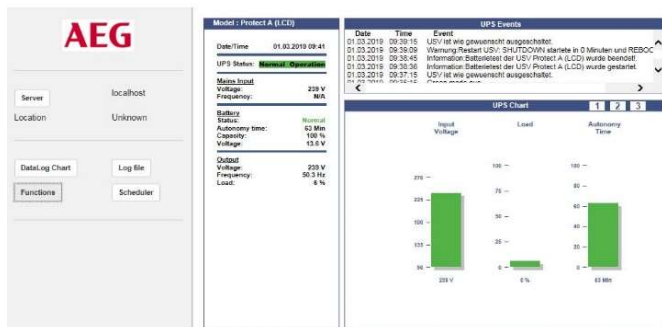 AEG
Server
localhost
Location
Unknown
DataLog Chart
Log file
Functions
Scheduler
Model : Protect A (LCD)
Date/Time 01.03.2019 09:41
UPS Status: Normal Operation
Mains Input
Voltage: 239 V
Frequency: N/A
Battery
Status: Normal
Autonomy time: 63 Min
Capacity: 100 %
Voltage: 13.6 V
Output
Voltage: 239 V
Frequency: 50.3 Hz
Load: 6 %
UPS Events
Date Time Event
01.03.2019 09:39:15 USV ist wie gewuenscht ausgeschaltet.
01.03.2019 09:39:09 Warnung:Restart USV: SHUTDOWN startete in 0 Minuten und REBOC
01.03.2019 09:38:45 Information:Batterietest der USV Protect A (LCD) wurde beendet!
01.03.2019 09:38:36 Information:Batterietest der USV Protect A (LCD) wurde gestartet.
01.03.2019 09:37:15 USV ist wie gewuenscht ausgeschaltet.
UPS Chart 1 2 3
Input Voltage
Load
Autonomy Time
270
225
180
135
90
239 V
100
75
50
25
0
6 %
100
80
60
40
20
0
63 Min